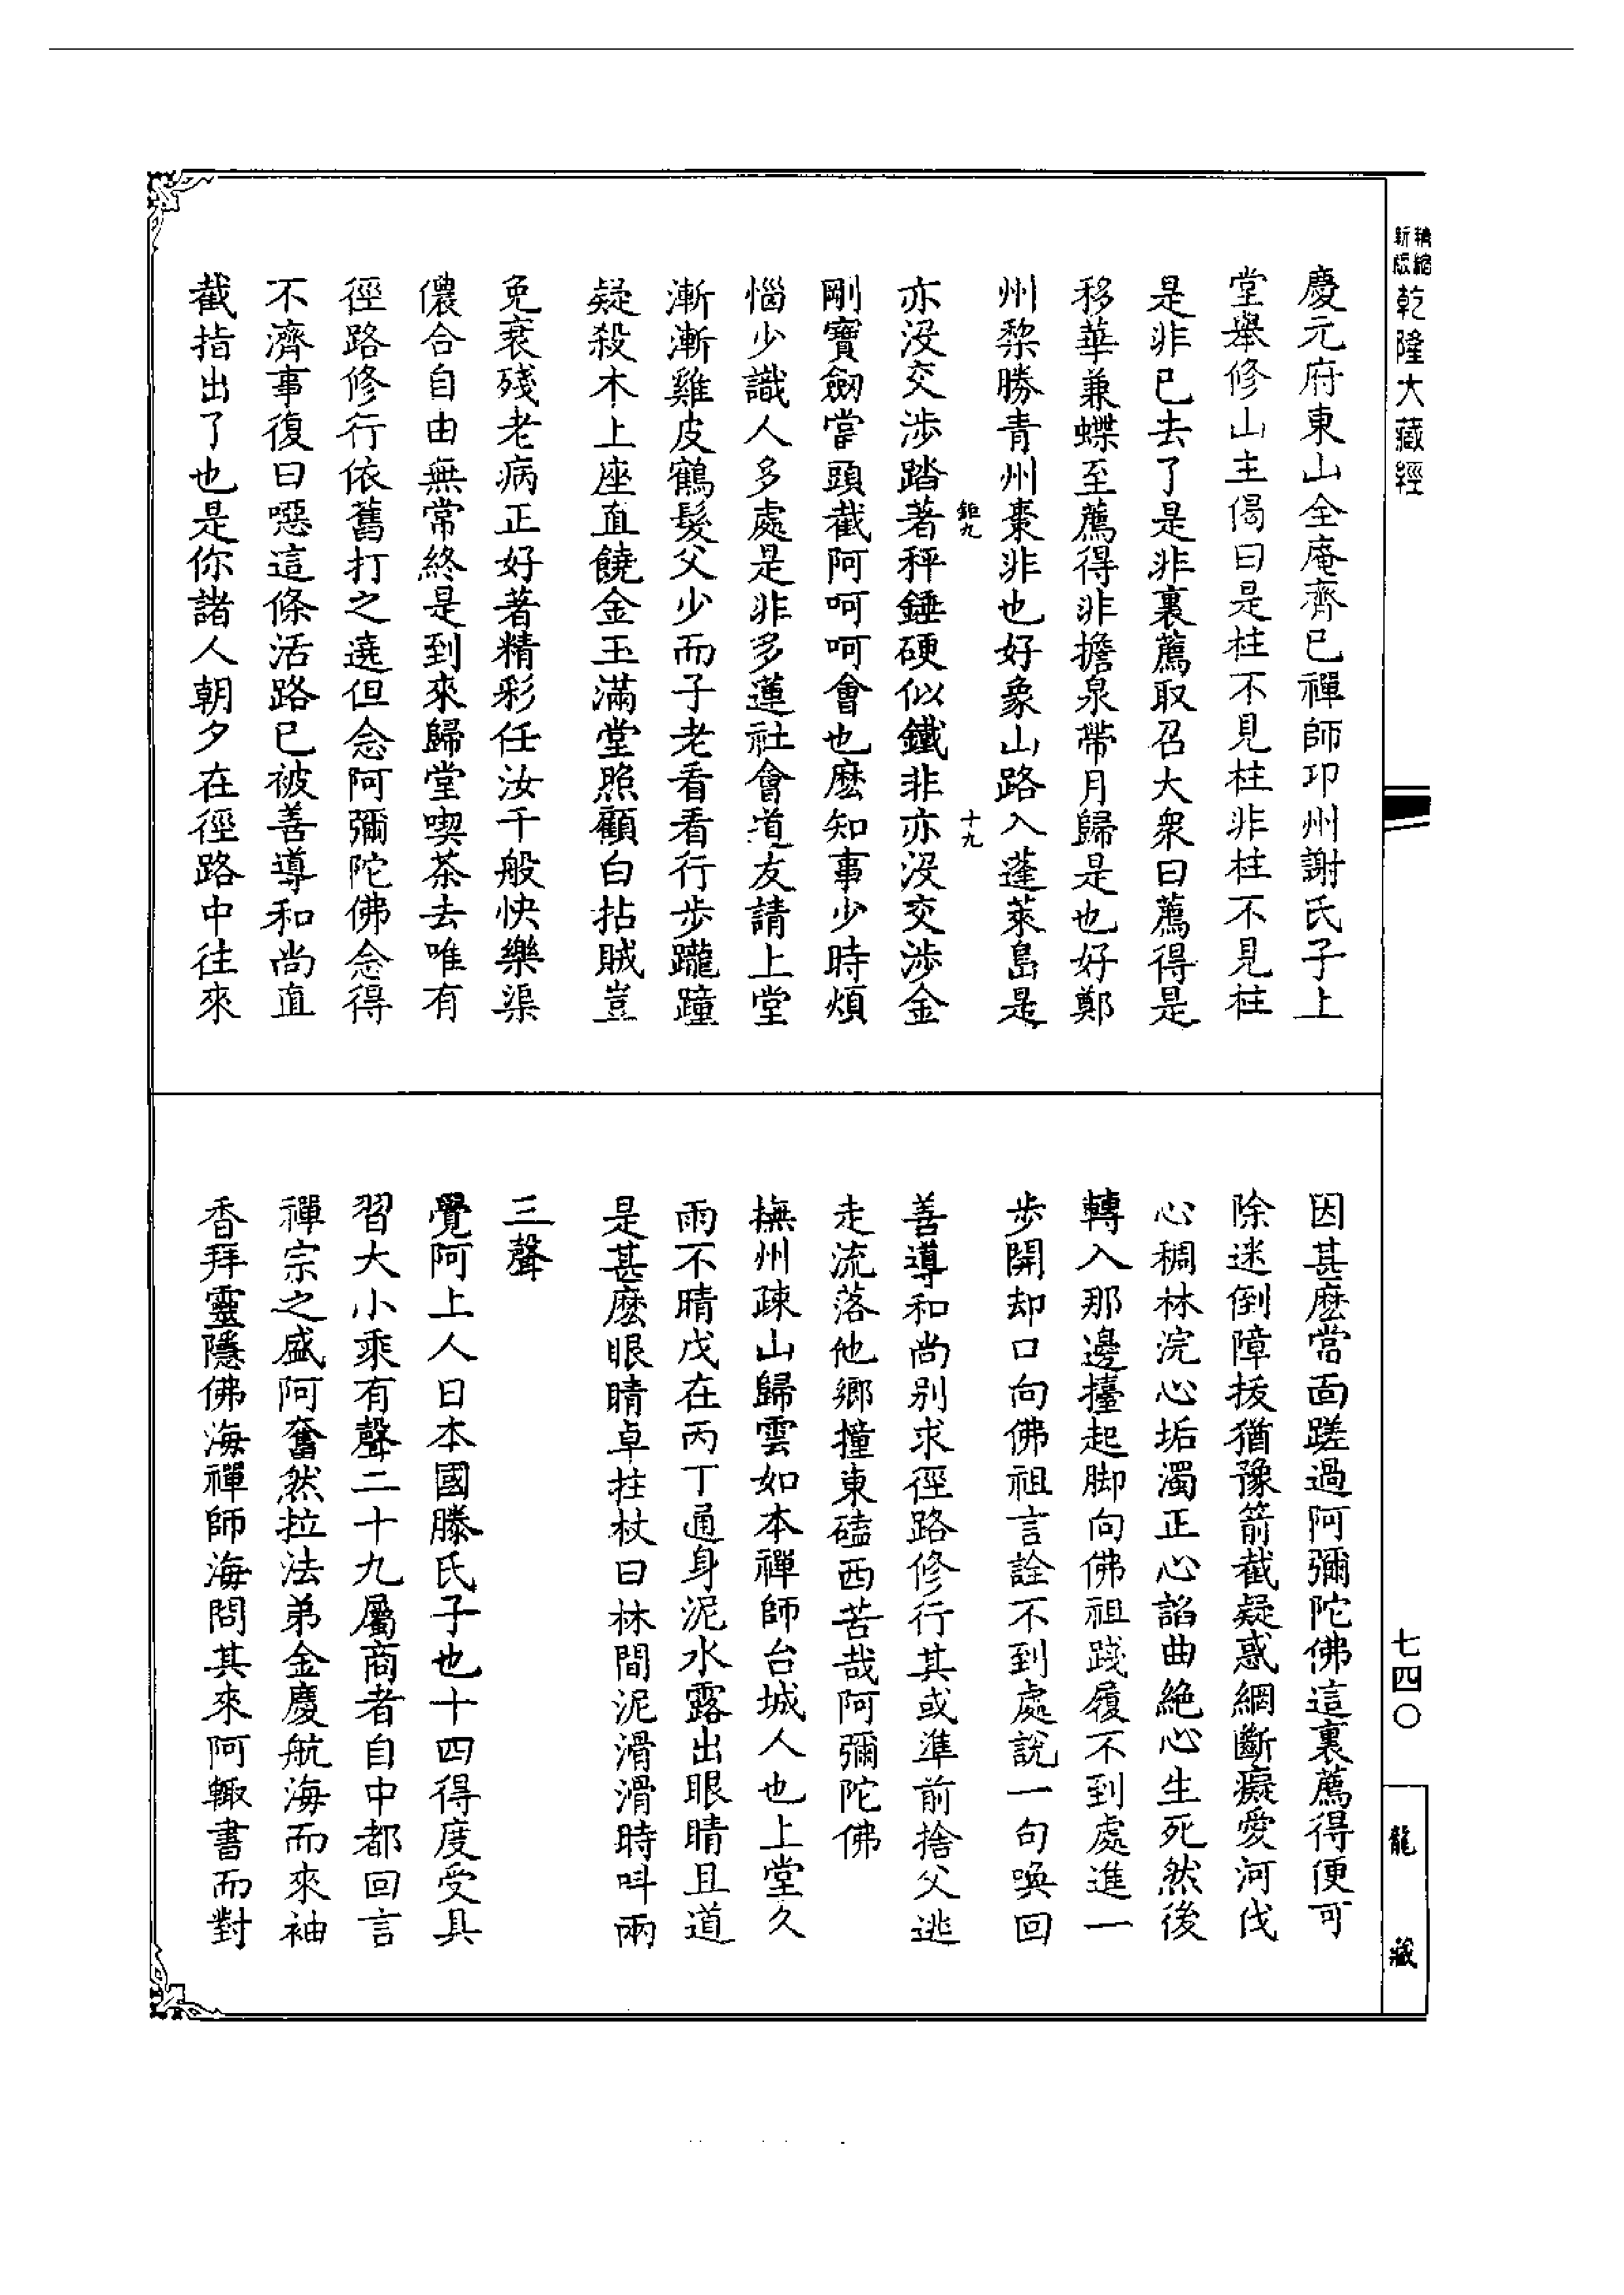 精縮新版乾隆大藏經
慶元府東山全庵齊已禪師邛州謝氏子上
堂舉修山主偈曰是柱不見柱非柱不見柱
是非已去了是非裏薦取召大衆曰薦得是
移華兼蝶至薦得非擔泉帶月歸是也好鄭
州棃勝青州棗非也好象山路入蓬萊島是
鉅九 十九
亦沒交涉踏著秤錘硬似鐵非亦沒交涉金
剛寶劒當頭截阿呵呵會也麽知事少時煩
惱少識人多處是非多蓮社會道友請上堂
漸漸雞皮鶴髮父少而子老看看行步躘蹱
疑殺木上座直饒金玉滿堂照顧白拈賊豈
免衰殘老病正好著精彩任汝千般快樂渠
儂合自由無常終是到來歸堂喫茶去唯有
徑路修行依舊打之遶但念阿彌陀佛念得
不濟事復曰噁這條活路已被善導和尚直
截指出了也是你諸人朝夕在徑路中往來
因甚麽當面蹉過阿彌陀佛這裏薦得便可
除迷倒障拔猶豫箭截疑惑網斷癡愛河伐
心稠林浣心垢濁正心諂曲絶心生死然後
轉入那邊擡起脚向佛祖踐履不到處進一
步開却口向佛祖言詮不到處說一句喚回
善導和尚别求徑路修行其或準前捨父逃
走流落他鄉撞東磕西苦哉阿彌陀佛
撫州疎山歸雲如本禪師台城人也上堂久
雨不晴戊在丙丁通身泥水露出眼睛且道
是甚麽眼睛卓拄杖曰林間泥滑滑時呌兩
三聲
覺阿上人日本國滕氏子也十四得度受具
習大小乘有聲二十九屬商者自中都回言
禪宗之盛阿奮然拉法弟金慶航海而來袖
香拜靈隱佛海禪師海問其來阿輙書而對
七四〇
龍藏